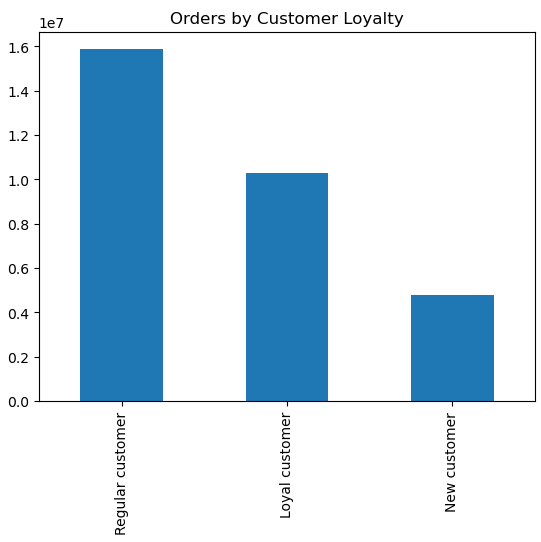 Orders by Customer Loyalty
1e7
1.6
1.4
1.2
1.0
0.8
0.6
0.4
0.2
0.0
Regular customer
Loyal customer
New customer